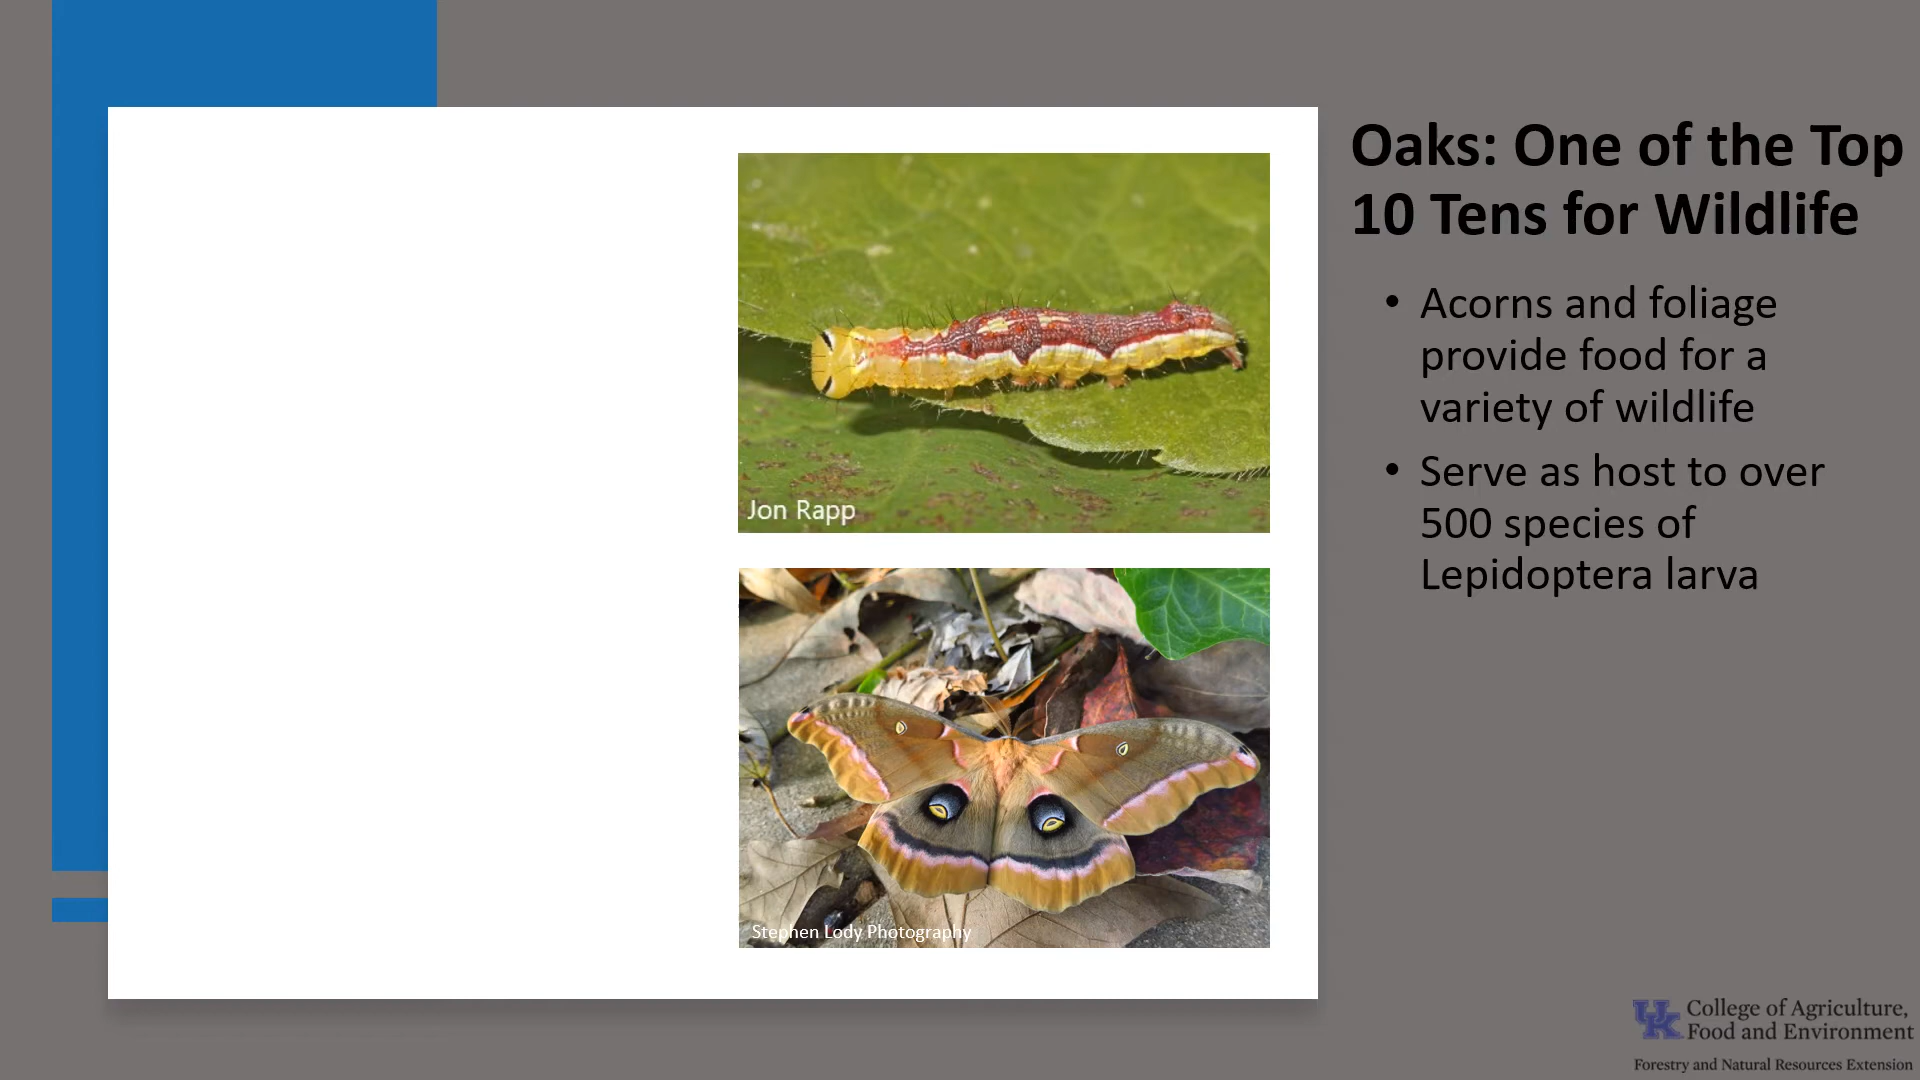 Oaks: One of the Top
10 Tens for Wildlife
• Acorns and foliage
provide food for a
variety of wildlife
• Serve as host to over
500 species of
Lepidoptera larva
Jon Rapp
Stephen Lody Photography
UK
College of Agriculture,
Food and Environment
Forestry and Natural Resources Extension